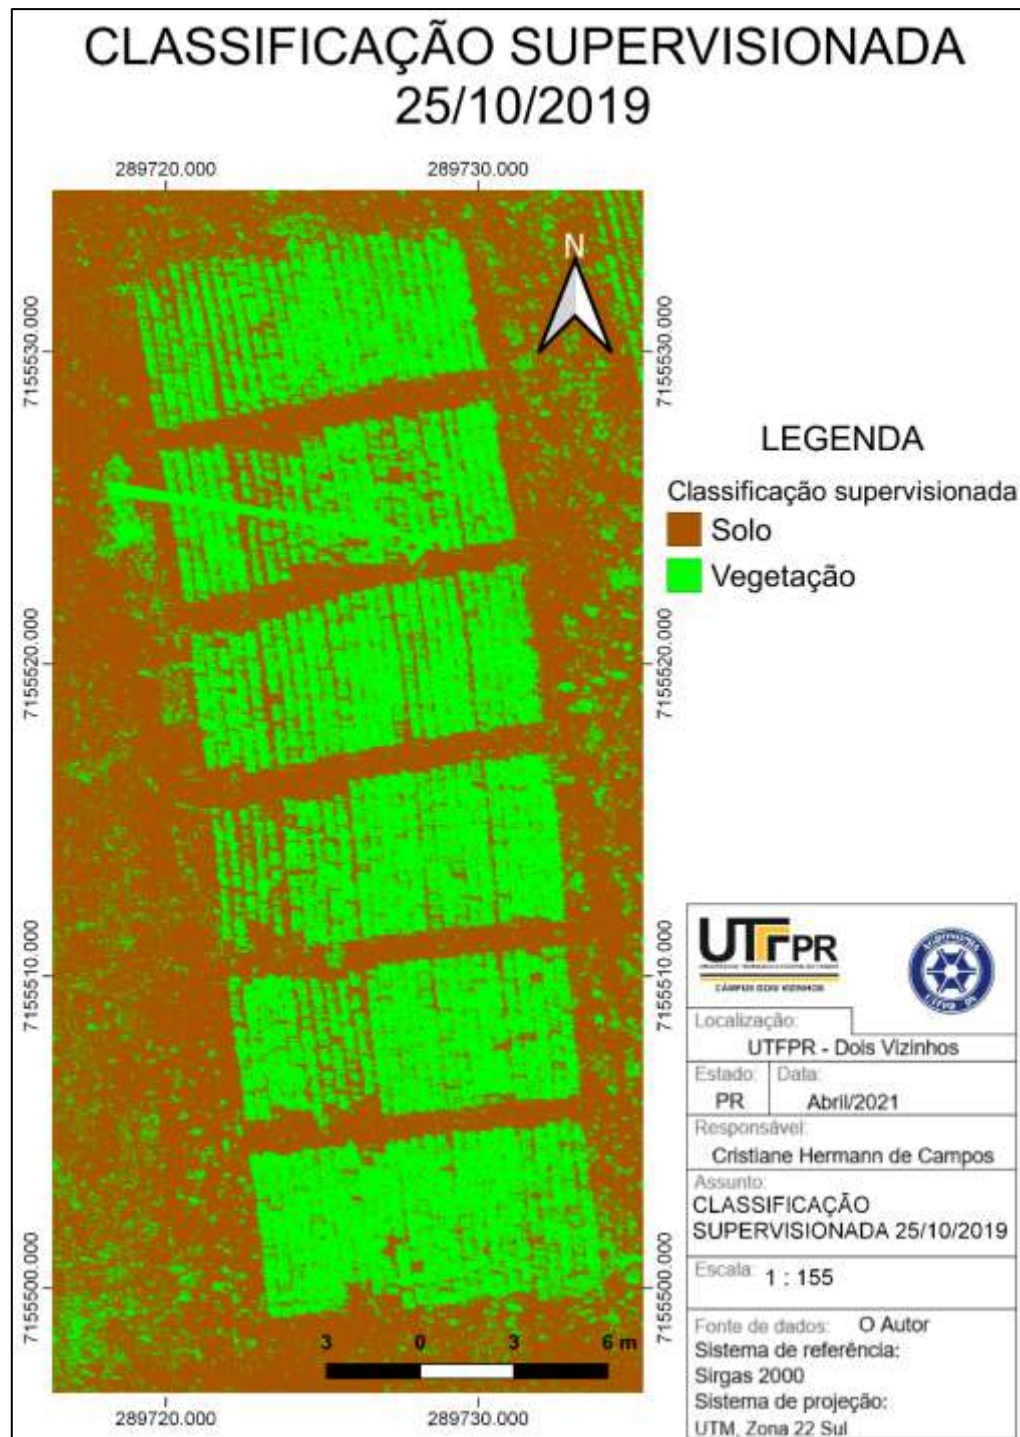 CLASSIFICAÇÃO SUPERVISIONADA
25/10/2019
289720.000
289730.000
7155530.000
7155530.000
7155520.000
7155520.000
7155510.000
7155510.000
7155500.000
7155500.000
N
3 0 3 6 m
289720.000
289730.000
LEGENDA
Classificação supervisionada
Solo
Vegetação
UTFPR
CÂMPUS DOIS VIZINHOS
Localização:
UTFPR - Dois Vizinhos
Estado:
PR
Data:
Abril/2021
Responsável:
Cristiane Hermann de Campos
Assunto:
CLASSIFICAÇÃO
SUPERVISIONADA 25/10/2019
Escala: 1 : 155
Fonte de dados: O Autor
Sistema de referência:
Sirgas 2000
Sistema de projeção:
UTM, Zona 22 Sul